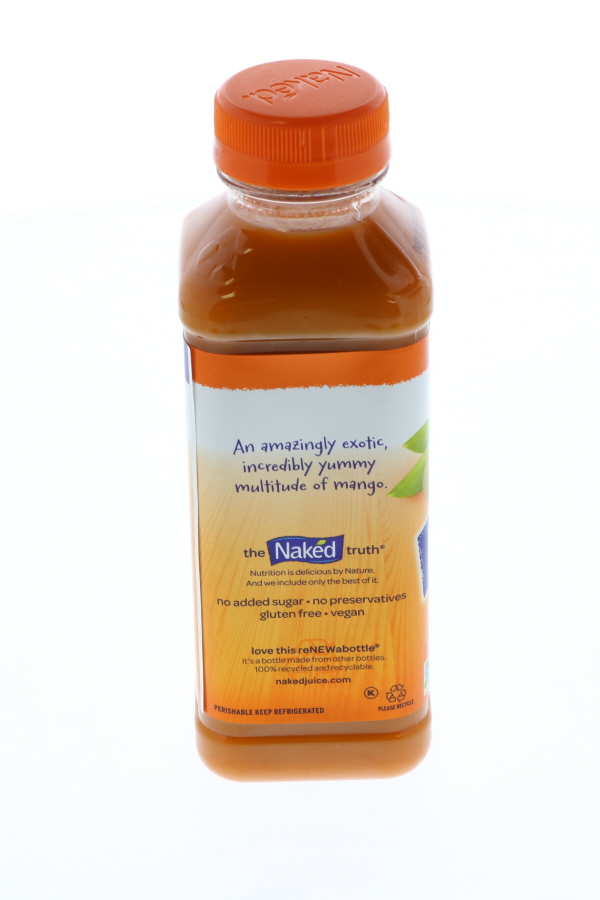 Naked.
An amazingly exotic,
incredibly yummy
multitude of mango.
the Naked truth®
Nutrition is delicious by Nature.
And we include only the best of it.
no added sugar • no preservatives
gluten free • vegan
love this reNEWabottle®
It's a bottle made from other bottles.
100% recycled and recyclable.
nakedjuice.com
K
PERISHABLE KEEP REFRIGERATED
PLEASE RECYCLE